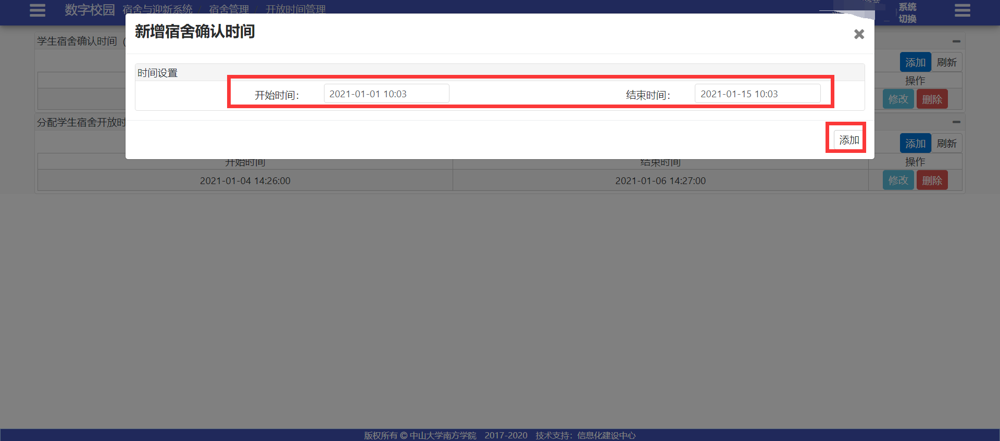 数字校园 宿舍与迎新系统 / 宿舍管理 / 开放时间管理
系统
切换
新增宿舍确认时间
学生宿舍确认时间（
时间设置
开始时间： 2021-01-01 10:03 结束时间： 2021-01-15 10:03
添加
添加 刷新
操作
修改 删除
分配学生宿舍开放时
添加 刷新
开始时间 结束时间 操作
2021-01-04 14:26:00 2021-01-06 14:27:00 修改 删除
版权所有 © 中山大学南方学院 2017-2020 技术支持：信息化建设中心